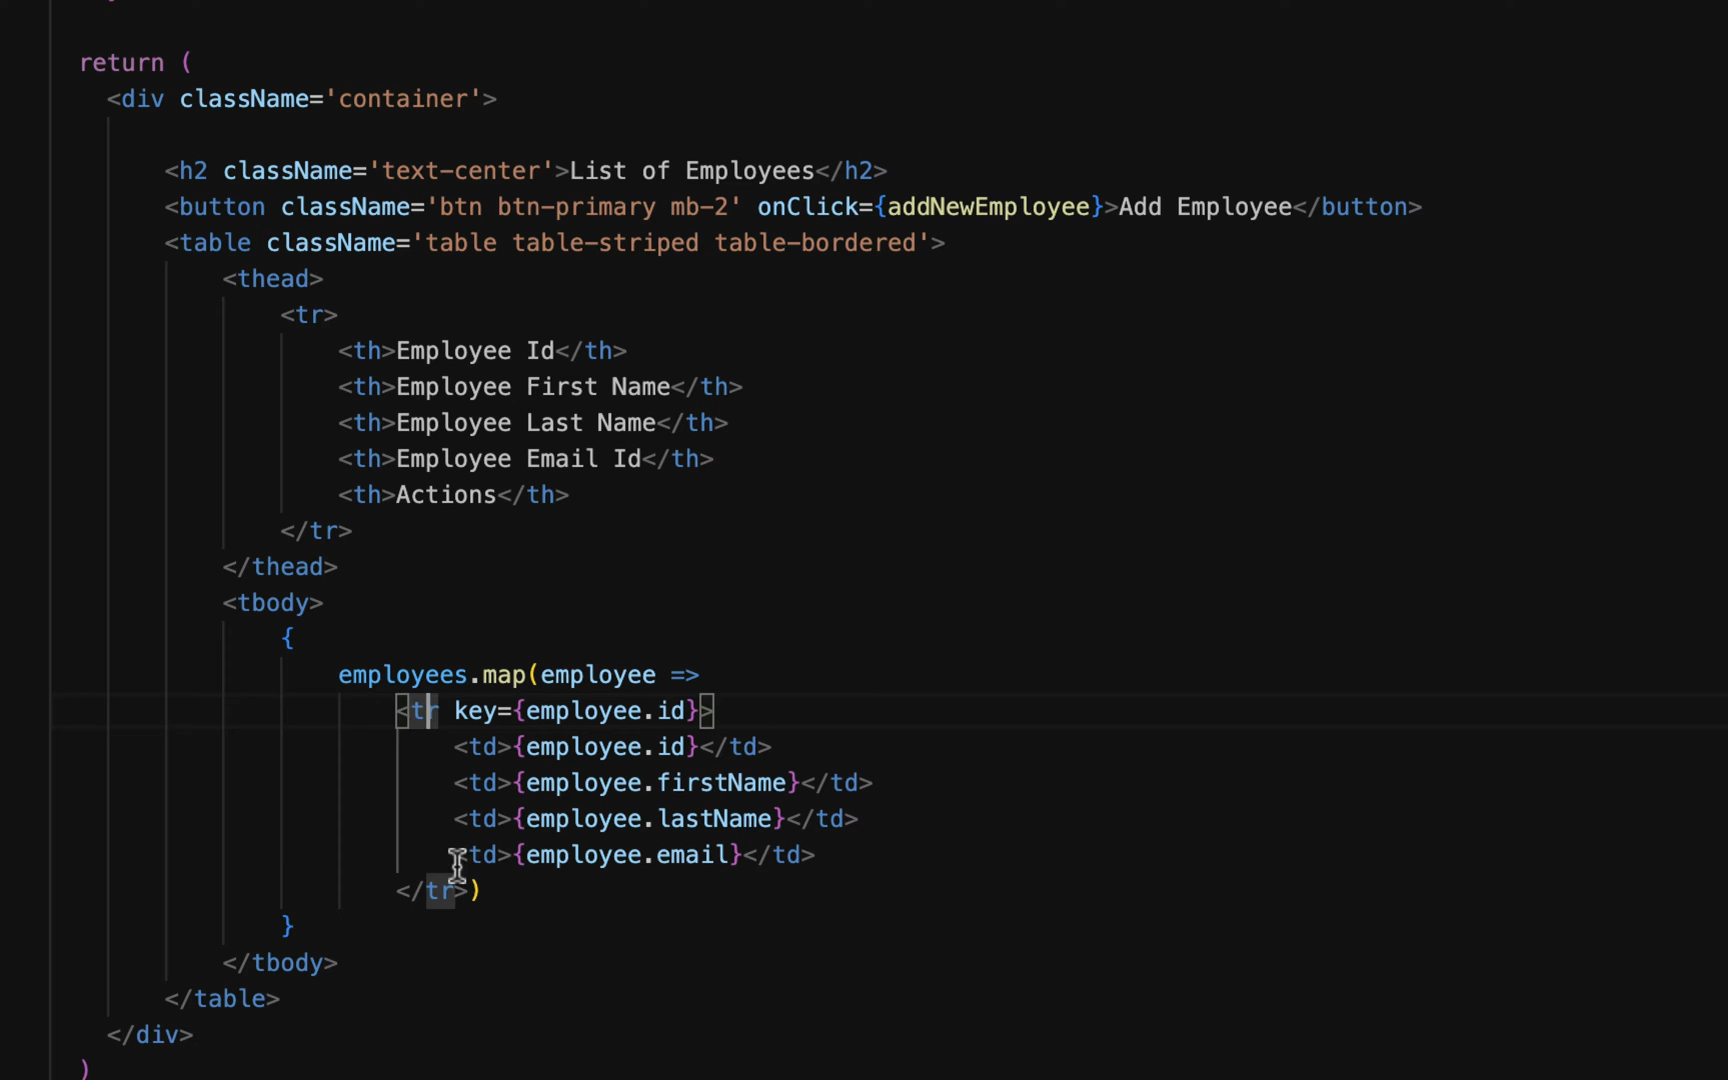 return (
<div className='container'>
<h2 className='text-center'>List of Employees</h2>
<button className='btn btn-primary mb-2' onClick={addNewEmployee}>Add Employee</button>
<table className='table table-striped table-bordered'>
<thead>
<tr>
<th>Employee Id</th>
<th>Employee First Name</th>
<th>Employee Last Name</th>
<th>Employee Email Id</th>
<th>Actions</th>
</tr>
</thead>
<tbody>
{
employees.map(employee =>
<tr key={employee.id}>
<td>{employee.id}</td>
<td>{employee.firstName}</td>
<td>{employee.lastName}</td>
<td>{employee.email}</td>
</tr>)
}
</tbody>
</table>
</div>
)